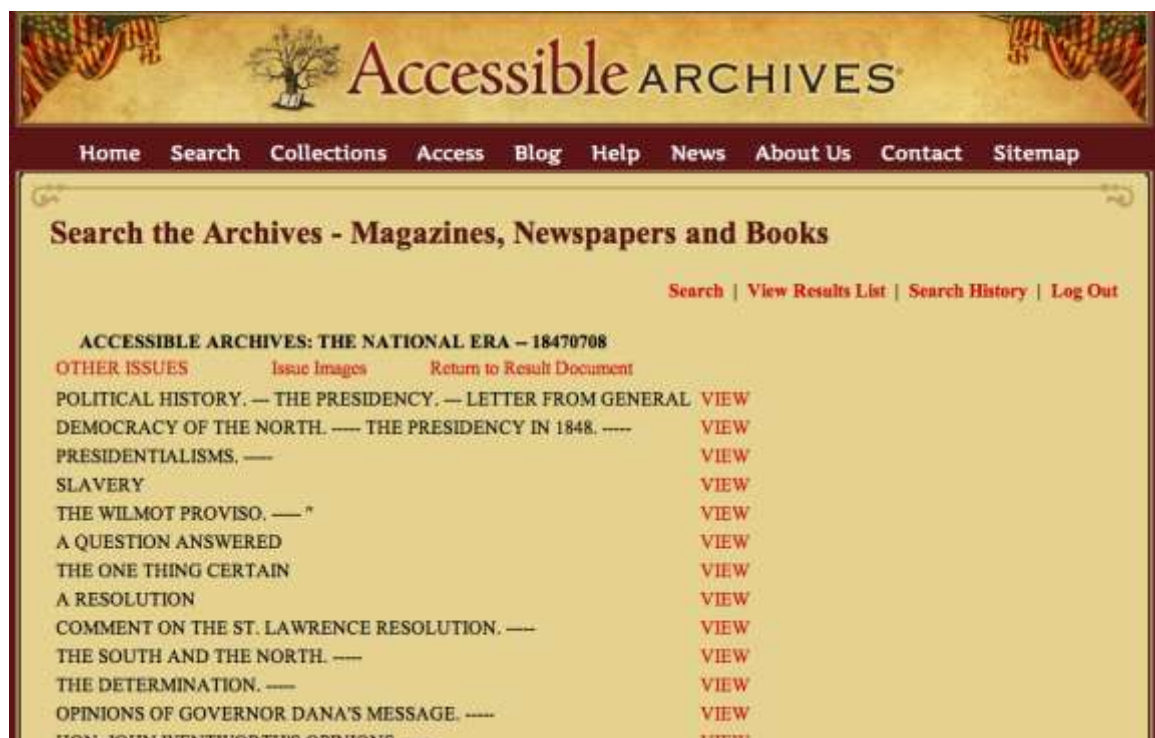 Accessible ARCHIVES
Home Search Collections Access Blog Help News About Us Contact Sitemap
Search the Archives - Magazines, Newspapers and Books
Search | View Results List | Search History | Log Out
ACCESSIBLE ARCHIVES: THE NATIONAL ERA -- 18470708
OTHER ISSUES Issue Images Return to Result Document
POLITICAL HISTORY. --- THE PRESIDENCY. --- LETTER FROM GENERAL VIEW
DEMOCRACY OF THE NORTH. ----- THE PRESIDENCY IN 1848. ----- VIEW
PRESIDENTIALISMS. ----- VIEW
SLAVERY VIEW
THE WILMOT PROVISO. ----- " VIEW
A QUESTION ANSWERED VIEW
THE ONE THING CERTAIN VIEW
A RESOLUTION VIEW
COMMENT ON THE ST. LAWRENCE RESOLUTION. ----- VIEW
THE SOUTH AND THE NORTH. ----- VIEW
THE DETERMINATION. ----- VIEW
OPINIONS OF GOVERNOR DANA'S MESSAGE. ----- VIEW